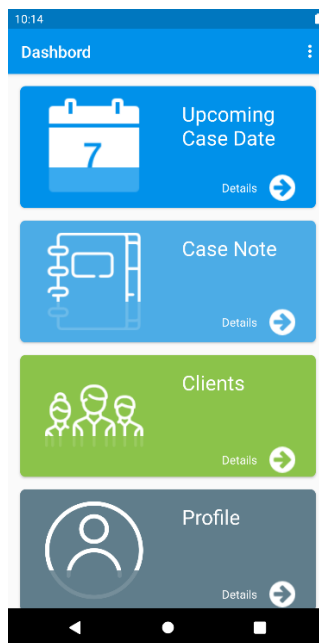 10:14
Dashbord
7
Upcoming
Case Date
Details
Case Note
Details
Clients
Details
Profile
Details